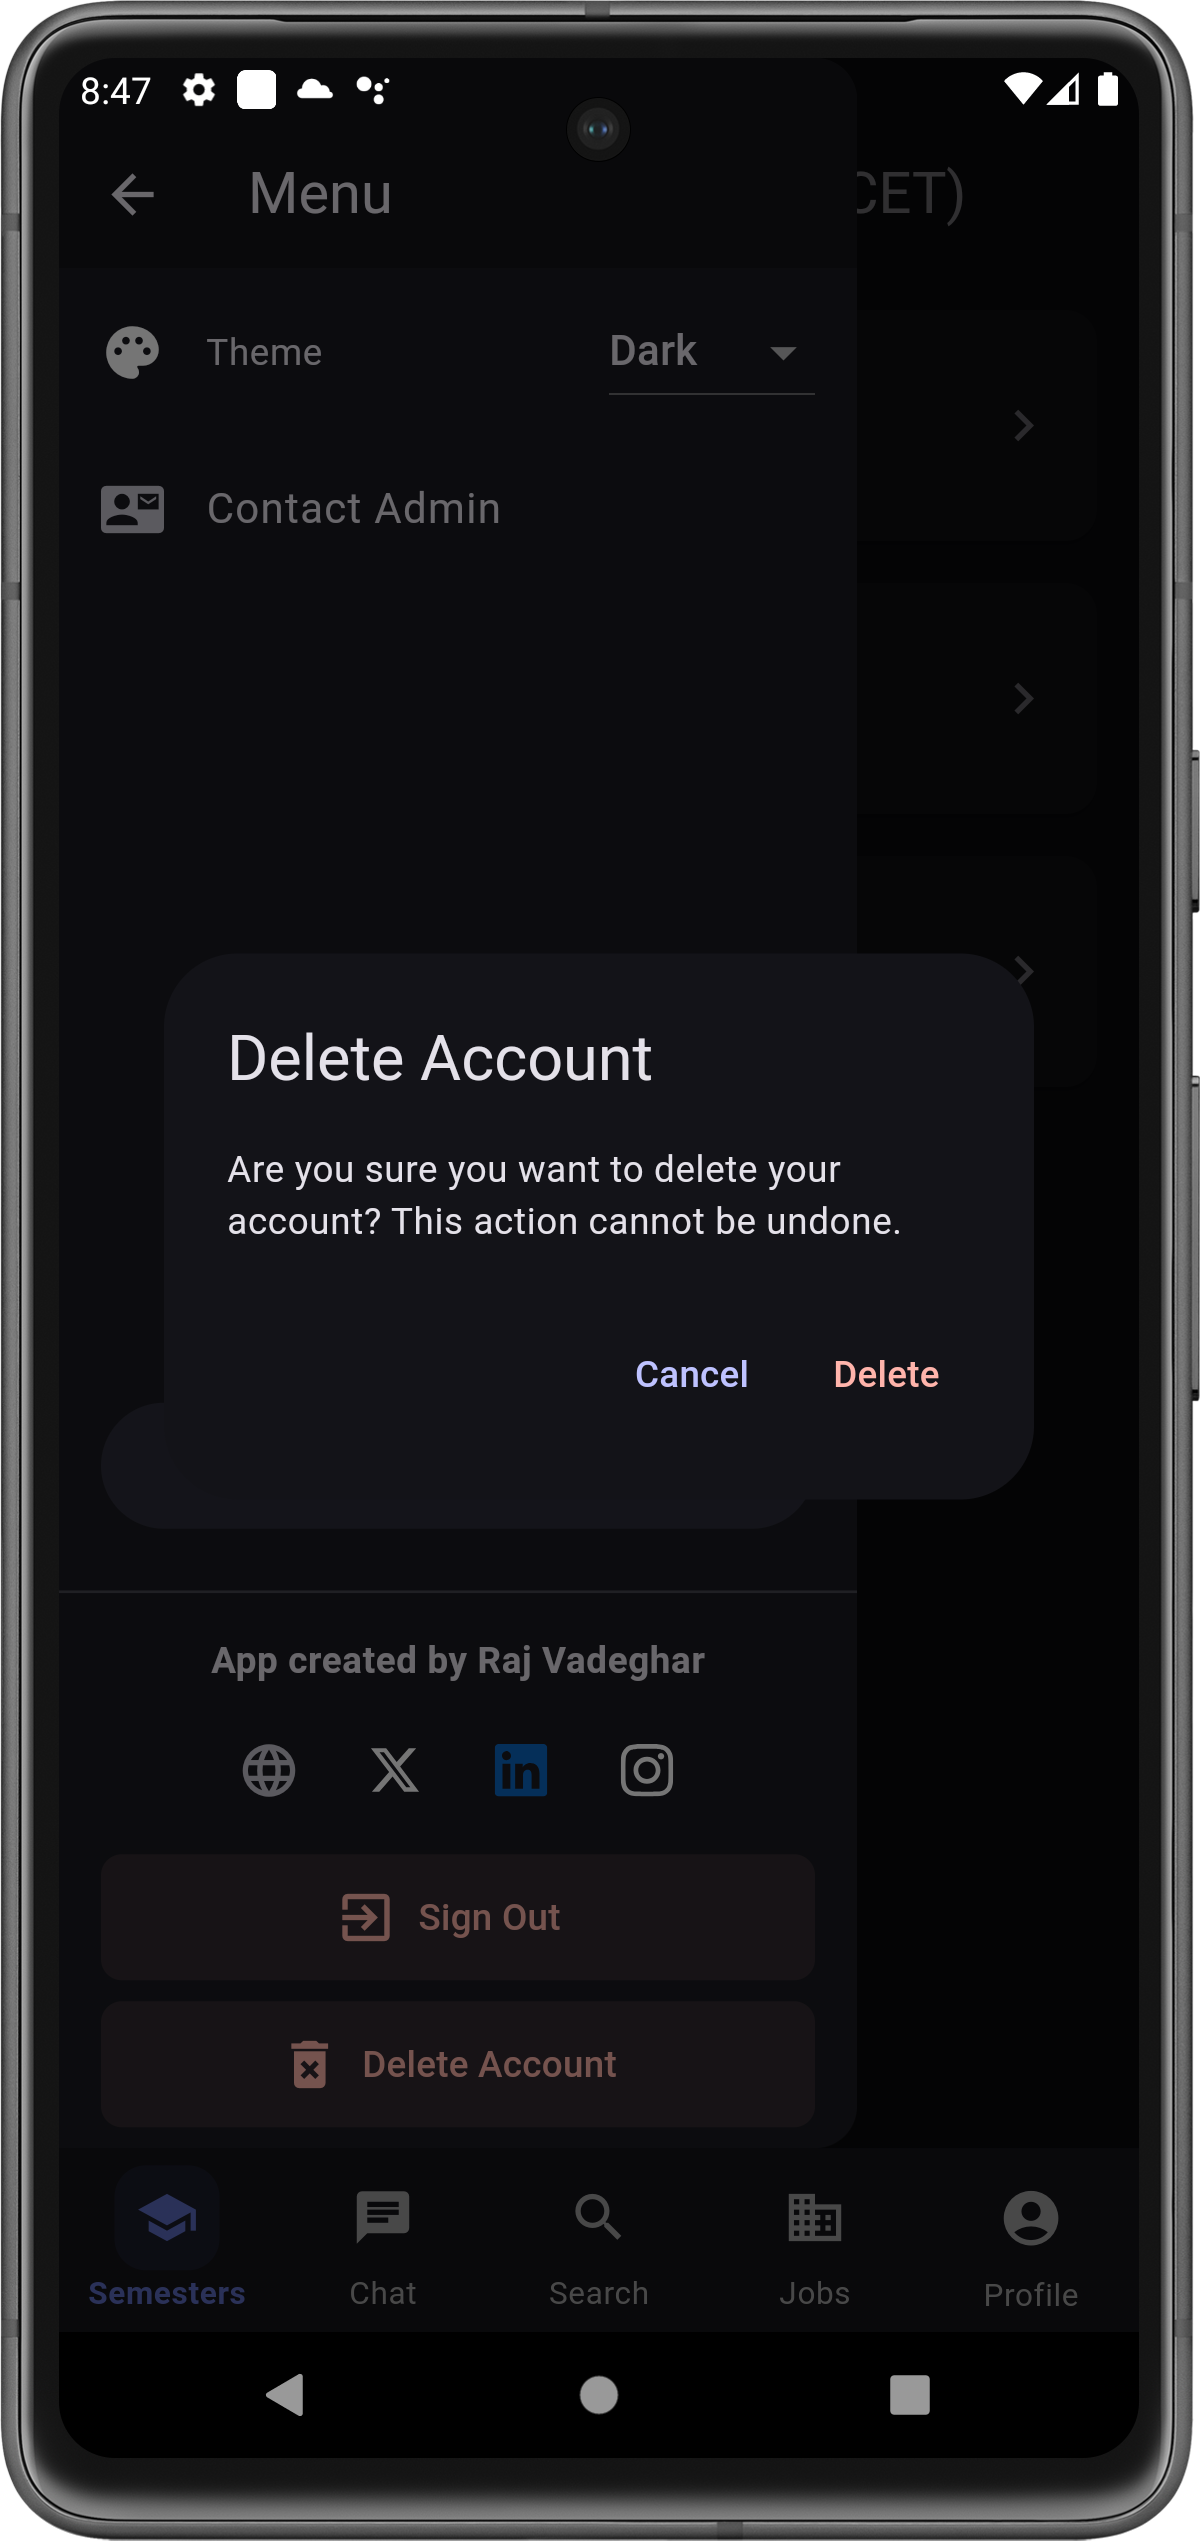 8:47
Menu
CET)
Theme
Dark
Contact Admin
Delete Account
Are you sure you want to delete your
account? This action cannot be undone.
Cancel
Delete
App created by Raj Vadeghar
Sign Out
Delete Account
Semesters
Chat
Search
Jobs
Profile